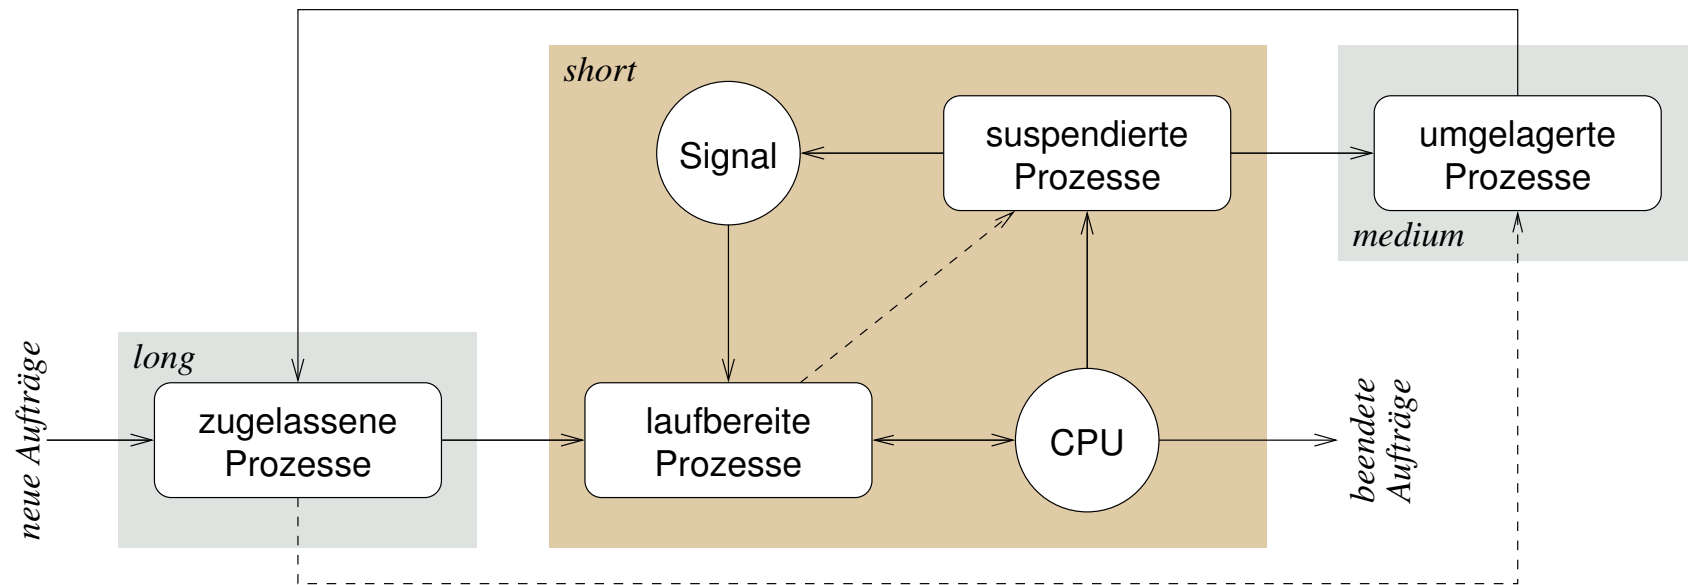 short
Signal
suspendierte
Prozesse
umgelagerte
Prozesse
medium
long
neue Aufträge
zugelassene
Prozesse
laufbereite
Prozesse
CPU
beendete
Aufträge